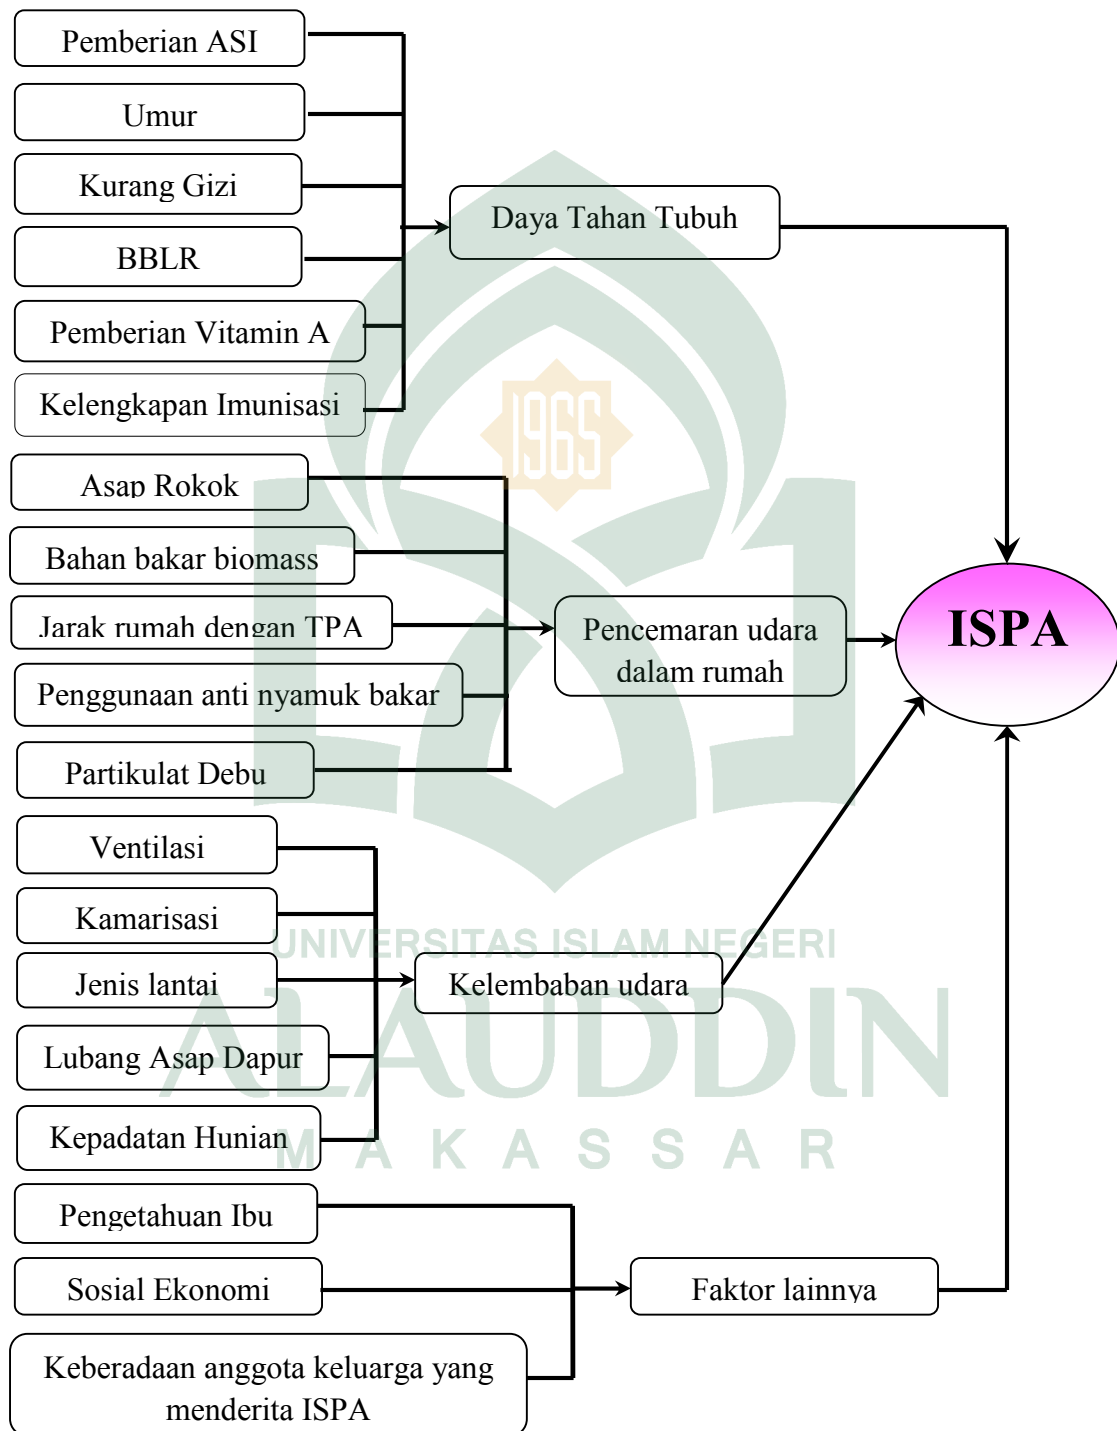 Pemberian ASI
Umur
Kurang Gizi
BBLR
Pemberian Vitamin A
Kelengkapan Imunisasi
Daya Tahan Tubuh
1965
Asap Rokok
Bahan bakar biomass
Jarak rumah dengan TPA
Penggunaan anti nyamuk bakar
Partikulat Debu
Pencemaran udara
dalam rumah
ISPA
Ventilasi
Kamarisasi
Jenis lantai
Lubang Asap Dapur
Kepadatan Hunian
Kelembaban udara
UNIVERSITAS ISLAM NEGERI
ALAUDDIN
MAKASSAR
Pengetahuan Ibu
Sosial Ekonomi
Keberadaan anggota keluarga yang
menderita ISPA
Faktor lainnya